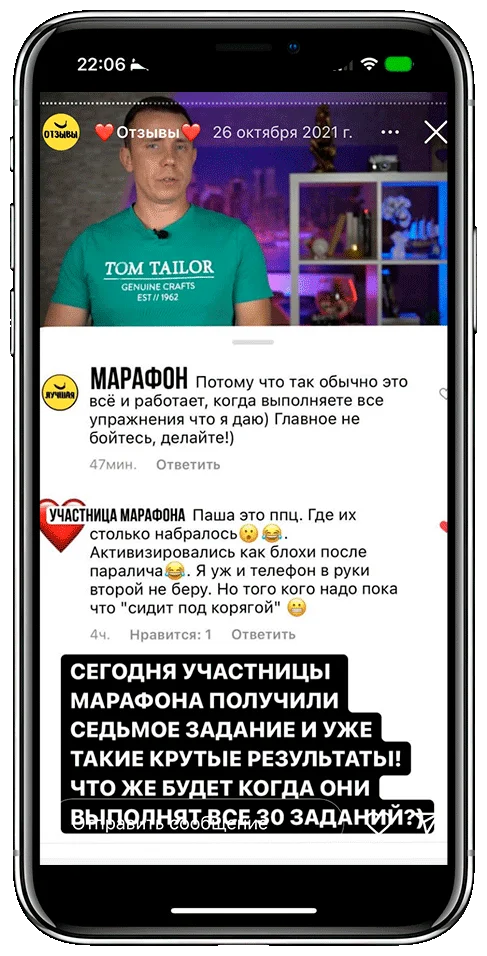 22:06
ОТЗЫВЫ
❤️Отзывы❤️ 26 октября 2021 г.
TOM TAILOR
GENUINE CRAFTS
EST // 1962
ЛУЧШАЯ
МАРАФОН Потому что так обычно это
всё и работает, когда выполняете все
упражнения что я даю) Главное не
бойтесь, делайте!)
47мин. Ответить
УЧАСТНИЦА МАРАФОНА Паша это ппц. Где их
столько набралось😮😂.
Активизировались как блохи после
паралича😂. Я уж и телефон в руки
второй не беру. Но того кого надо пока
что "сидит под корягой" 😬
4ч. Нравится: 1 Ответить
СЕГОДНЯ УЧАСТНИЦЫ
МАРАФОНА ПОЛУЧИЛИ
СЕДЬМОЕ ЗАДАНИЕ И УЖЕ
ТАКИЕ КРУТЫЕ РЕЗУЛЬТАТЫ!
ЧТО ЖЕ БУДЕТ КОГДА ОНИ
ВЫПОЛНЯТ ВСЕ 30 ЗАДАНИЙ?)
Отправить сообщение